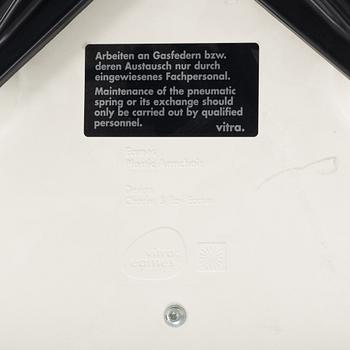 Arbeiten an Gasfedern bzw.
deren Austausch nur durch
eingewiesenes Fachpersonal.
Maintenance of the pneumatic
spring or its exchange should
only be carried out by qualified
personnel.
vitra.
Eames
Plastic Armchair
Design
Charles & Ray Eames
vitra.
eames